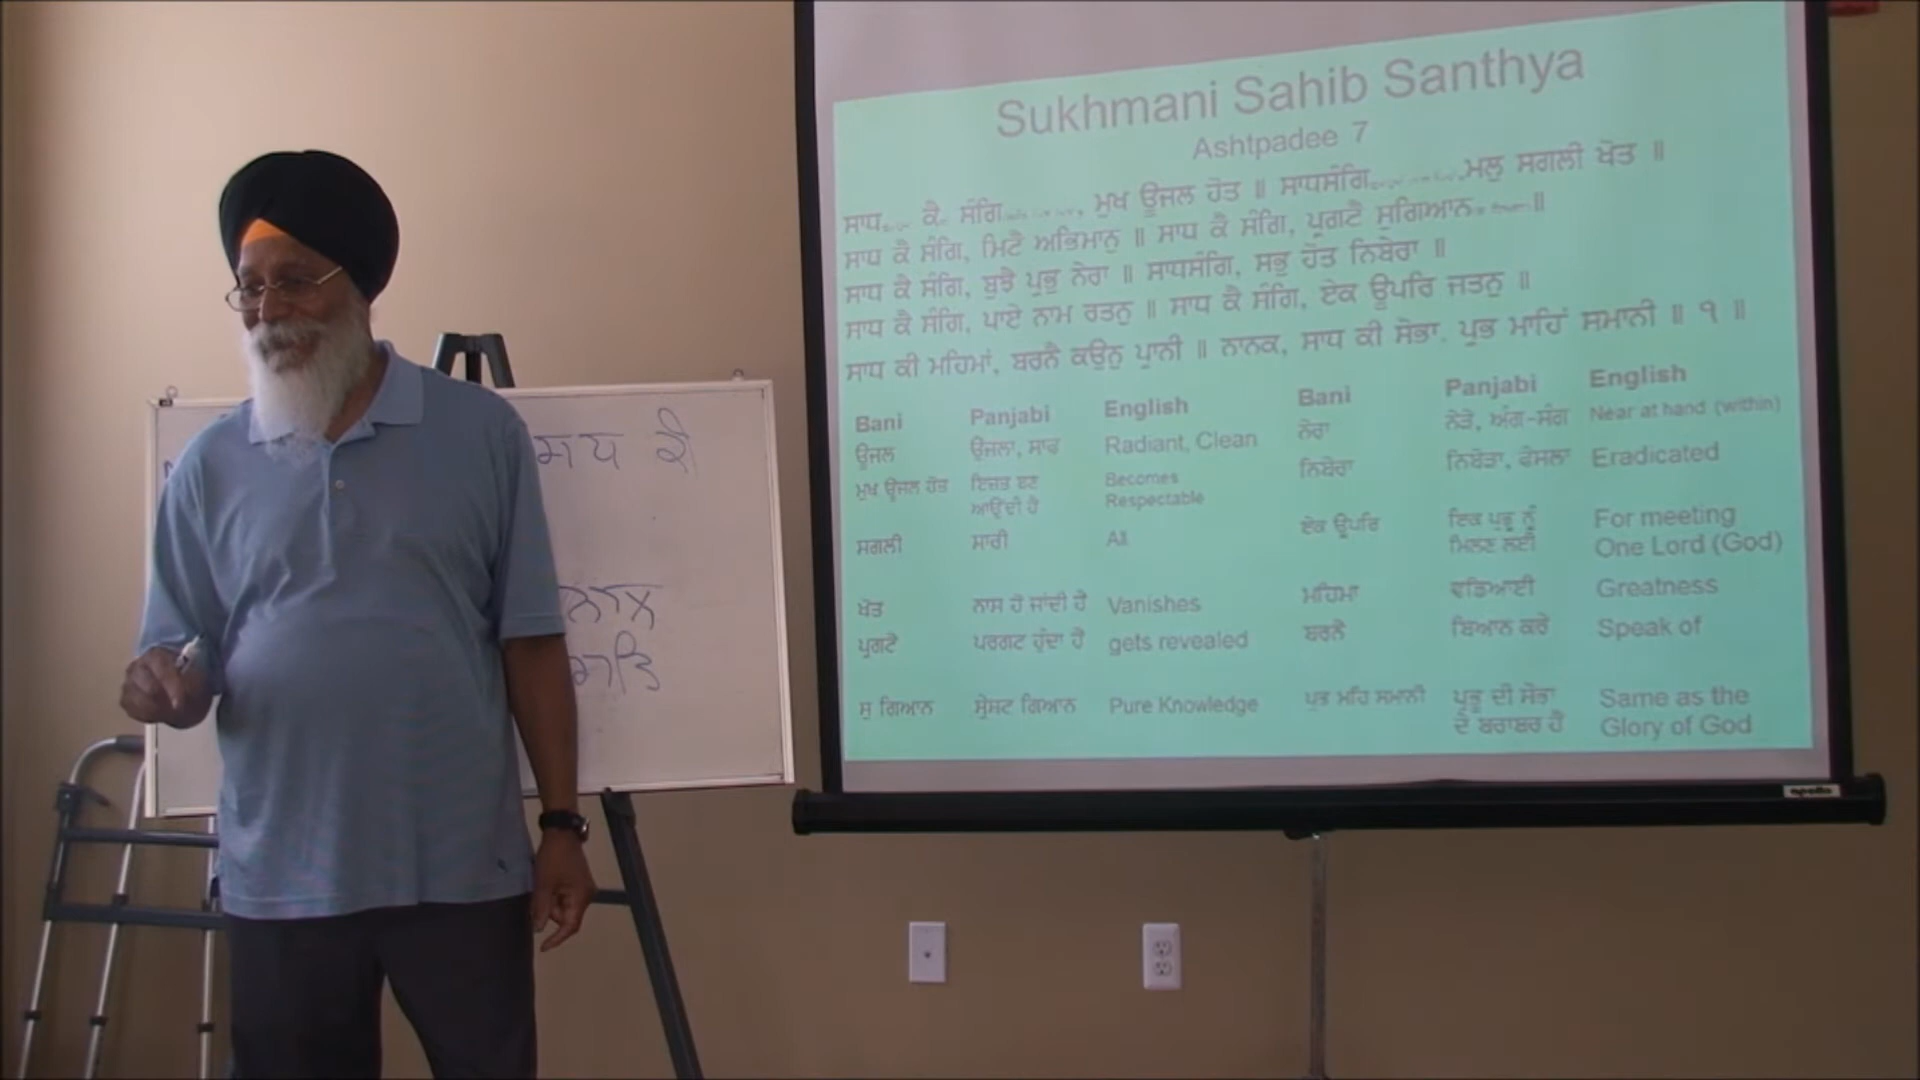 Sukhmani Sahib Santhya
Ashtpadee 7
ਸਾਧ ਕੈ ਸੰਗਿ ਮੁਖ ਊਜਲ ਹੋਤ ॥ ਸਾਧਸੰਗਿ ਮਲੁ ਸਗਲੀ ਖੋਤ ॥
ਸਾਧ ਕੈ ਸੰਗਿ, ਮਿਟੈ ਅਭਿਮਾਨੁ ॥ ਸਾਧ ਕੈ ਸੰਗਿ, ਪ੍ਰਗਟੈ ਸੁਗਿਆਨ ॥
ਸਾਧ ਕੈ ਸੰਗਿ, ਬੁਝੈ ਪ੍ਰਭੁ ਨੇਰਾ ॥ ਸਾਧਸੰਗਿ, ਸਭੁ ਹੋਤ ਨਿਬੇਰਾ ॥
ਸਾਧ ਕੈ ਸੰਗਿ, ਪਾਏ ਨਾਮ ਰਤਨੁ ॥ ਸਾਧ ਕੈ ਸੰਗਿ, ਏਕ ਊਪਰਿ ਜਤਨੁ ॥
ਸਾਧ ਕੀ ਮਹਿਮਾਂ, ਬਰਨੈ ਕਉਨੁ ਪ੍ਰਾਨੀ ॥ ਨਾਨਕ, ਸਾਧ ਕੀ ਸੋਭਾ, ਪ੍ਰਭ ਮਾਹਿਂ ਸਮਾਨੀ ॥ ੧ ॥
Bani Panjabi English Bani Panjabi English
ਊਜਲ ਉਜਲਾ, ਸਾਫ Radiant, Clean ਨੇਰਾ ਨੇੜੇ, ਅੰਗ-ਸੰਗ Near at hand (within)
ਮੁਖ ਊਜਲ ਹੋਤ ਇਜ਼ਤ ਬਣ Becomes ਨਿਬੇਰਾ ਨਿਬੇੜਾ, ਫੈਸਲਾ Eradicated
ਆਉਂਦੀ ਹੈ Respectable
ਸਗਲੀ ਸਾਰੀ All ਏਕ ਊਪਰਿ ਇਕ ਪ੍ਰਭੂ ਨੂੰ For meeting
ਮਿਲਣ ਲਈ One Lord (God)
ਖੋਤ ਨਾਸ ਹੋ ਜਾਂਦੀ ਹੈ Vanishes ਮਹਿਮਾ ਵਡਿਆਈ Greatness
ਪ੍ਰਗਟੈ ਪਰਗਟ ਹੁੰਦਾ ਹੈ gets revealed ਬਰਨੈ ਬਿਆਨ ਕਰੇ Speak of
ਸੁ ਗਿਆਨ ਸ੍ਰੇਸਟ ਗਿਆਨ Pure Knowledge ਪ੍ਰਭ ਮਹਿ ਸਮਾਨੀ ਪ੍ਰਭੂ ਦੀ ਸੋਭਾ Same as the
ਦੇ ਬਰਾਬਰ ਹੈ Glory of God
apollo